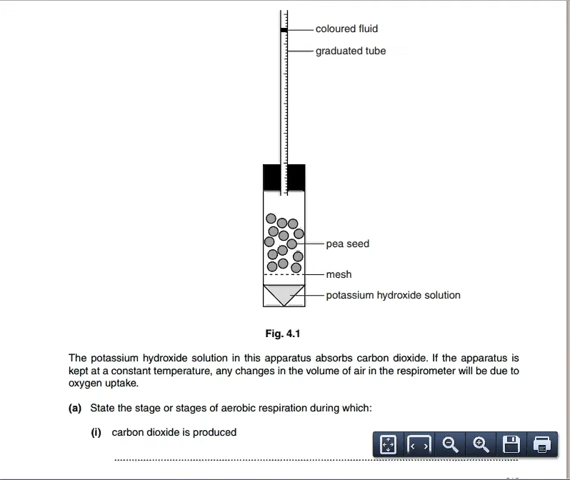 coloured fluid
graduated tube
pea seed
mesh
potassium hydroxide solution
Fig. 4.1
The potassium hydroxide solution in this apparatus absorbs carbon dioxide. If the apparatus is
kept at a constant temperature, any changes in the volume of air in the respirometer will be due to
oxygen uptake.
(a) State the stage or stages of aerobic respiration during which:
(i) carbon dioxide is produced